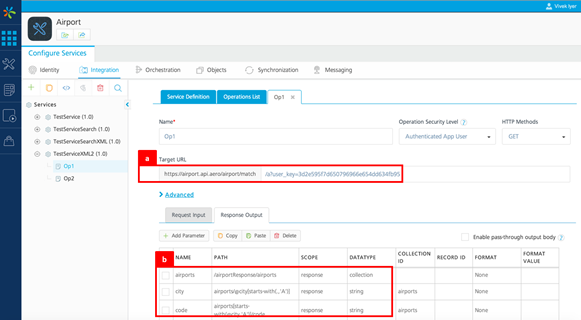 Vivek Iyer
Airport
Configure Services
Identity
Integration
Orchestration
Objects
Synchronization
Messaging
Services
TestService (1.0)
TestServiceSearch (1.0)
TestServiceSearchXML (1.0)
TestServiceXML2 (1.0)
Op1
Op2
Service Definition
Operations List
Op1
Name*
Operation Security Level
HTTP Methods
Op1
Authenticated App User
GET
Target URL
a
https://airport.api.aero/airport/match
/a?user_key=3d2e595f7d650796966e654dd634fb95
Advanced
Request Input
Response Output
+ Add Parameter
Copy
Paste
Delete
Enable pass-through output body
b
NAME PATH SCOPE DATATYPE COLLECTION ID RECORD ID FORMAT FORMAT VALUE
airports /airportResponse/airports response collection None
city airports/gcity[starts-with(.,'A')] response string airports None
code airports[starts-
response string airports None